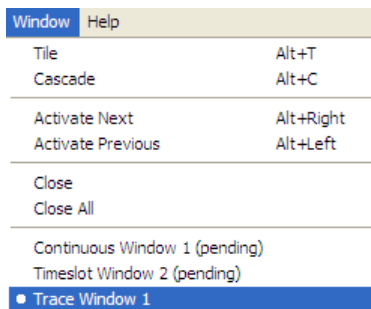 Window Help
Tile Alt+T
Cascade Alt+C
Activate Next Alt+Right
Activate Previous Alt+Left
Close
Close All
Continuous Window 1 (pending)
Timeslot Window 2 (pending)
Trace Window 1